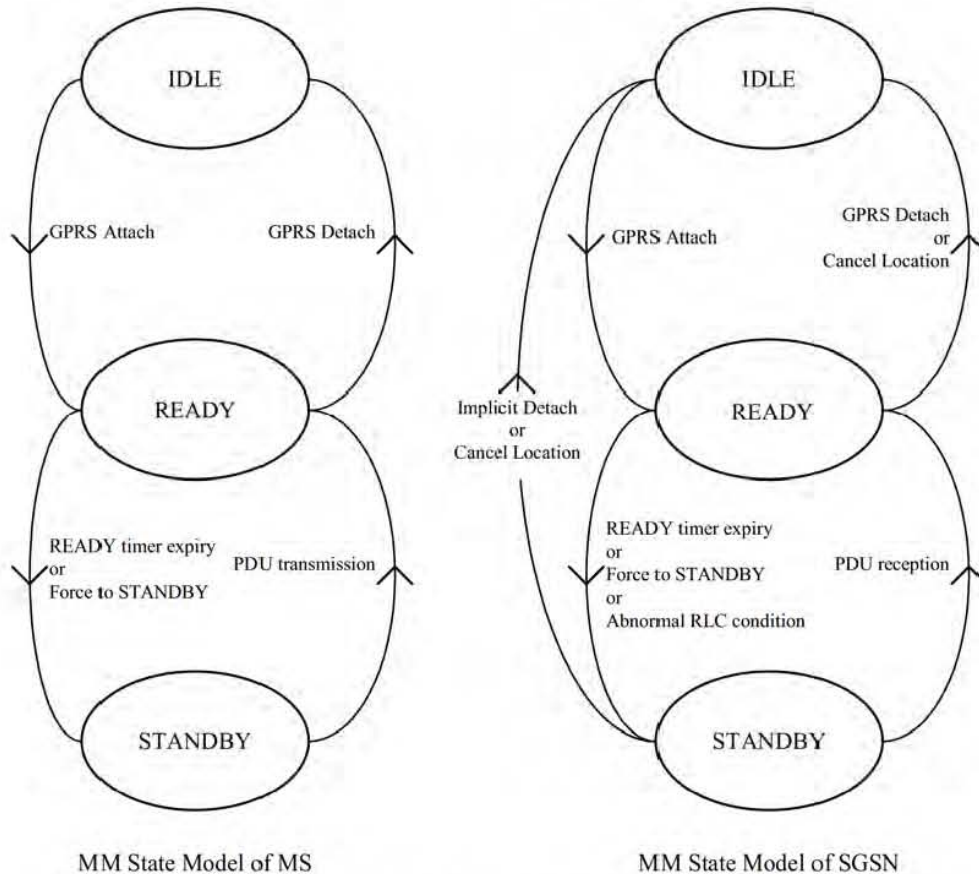 IDLE
GPRS Attach
GPRS Detach
READY
READY timer expiry
or
Force to STANDBY
PDU transmission
STANDBY
MM State Model of MS
IDLE
GPRS Attach
GPRS Detach
or
Cancel Location
Implicit Detach
or
Cancel Location
READY
READY timer expiry
or
Force to STANDBY
or
Abnormal RLC condition
PDU reception
STANDBY
MM State Model of SGSN